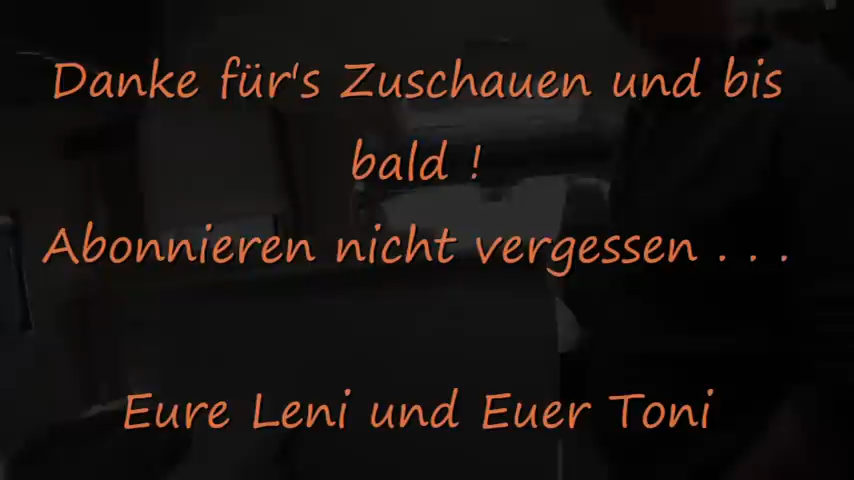 Danke für's Zuschauen und bis
bald !
Abonnieren nicht vergessen . . .
Eure Leni und Euer Toni